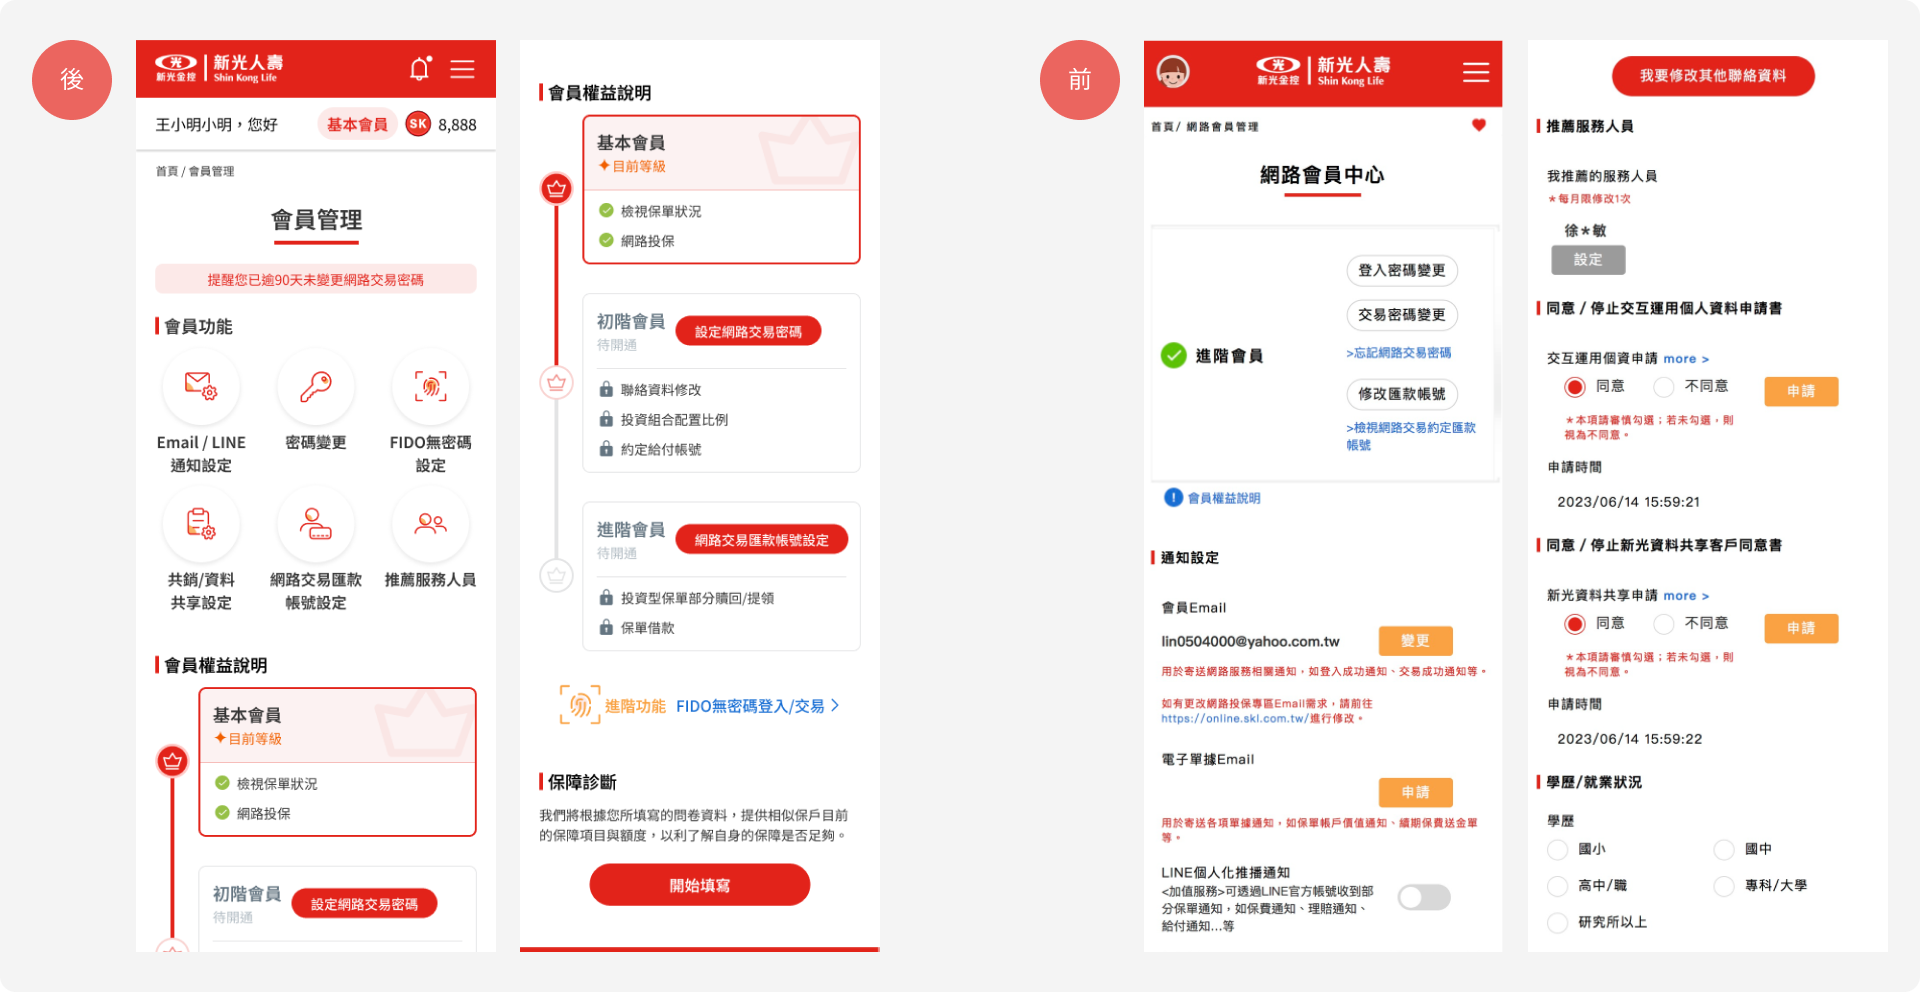 後
新光金控
新光人壽
Shin Kong Life
王小明小明，您好
基本會員
SK
8,888
首頁 / 會員管理
會員管理
提醒您已逾90天未變更網路交易密碼
會員功能
Email / LINE
通知設定
密碼變更
FIDO無密碼
設定
共銷/資料
共享設定
網路交易匯款
帳號設定
推薦服務人員
會員權益說明
基本會員
目前等級
檢視保單狀況
網路投保
初階會員
待開通
設定網路交易密碼
會員權益說明
基本會員
目前等級
檢視保單狀況
網路投保
初階會員
待開通
設定網路交易密碼
聯絡資料修改
投資組合配置比例
約定給付帳號
進階會員
待開通
網路交易匯款帳號設定
投資型保單部分贖回/提領
保單借款
進階功能
FIDO無密碼登入/交易 >
保障診斷
我們將根據您所填寫的問卷資料，提供相似保戶目前
的保障項目與額度，以利了解自身的保障是否足夠。
開始填寫
前
新光金控
新光人壽
Shin Kong Life
首頁/ 網路會員管理
網路會員中心
進階會員
登入密碼變更
交易密碼變更
>忘記網路交易密碼
修改匯款帳號
>檢視網路交易約定匯款
帳號
會員權益說明
通知設定
會員Email
lin0504000@yahoo.com.tw
變更
用於寄送網路服務相關通知，如登入成功通知、交易成功通知等。
如有更改網路投保專區Email需求，請前往
https://online.skl.com.tw/進行修改。
電子單據Email
申請
用於寄送各項單據通知，如保單帳戶價值通知、續期保費送金單
等。
LINE個人化推播通知
<加值服務>可透過LINE官方帳號收到部
分保單通知，如保費通知、理賠通知、
給付通知...等
我要修改其他聯絡資料
推薦服務人員
我推薦的服務人員
＊每月限修改1次
徐＊敏
設定
同意 / 停止交互運用個人資料申請書
交互運用個資申請 more >
同意
不同意
申請
＊本項請審慎勾選；若未勾選，則
視為不同意。
申請時間
2023/06/14 15:59:21
同意 / 停止新光資料共享客戶同意書
新光資料共享申請 more >
同意
不同意
申請
＊本項請審慎勾選；若未勾選，則
視為不同意。
申請時間
2023/06/14 15:59:22
學歷/就業狀況
學歷
國小
國中
高中/職
專科/大學
研究所以上